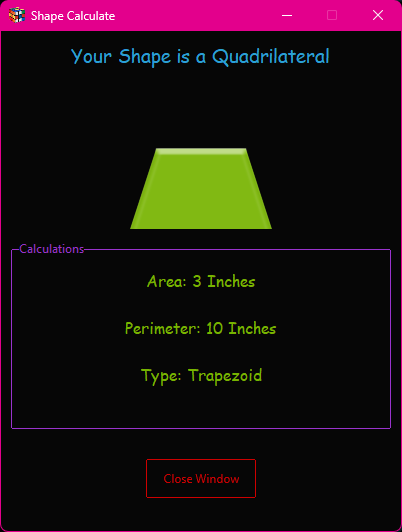 Shape Calculate
Your Shape is a Quadrilateral
Calculations
Area: 3 Inches
Perimeter: 10 Inches
Type: Trapezoid
Close Window